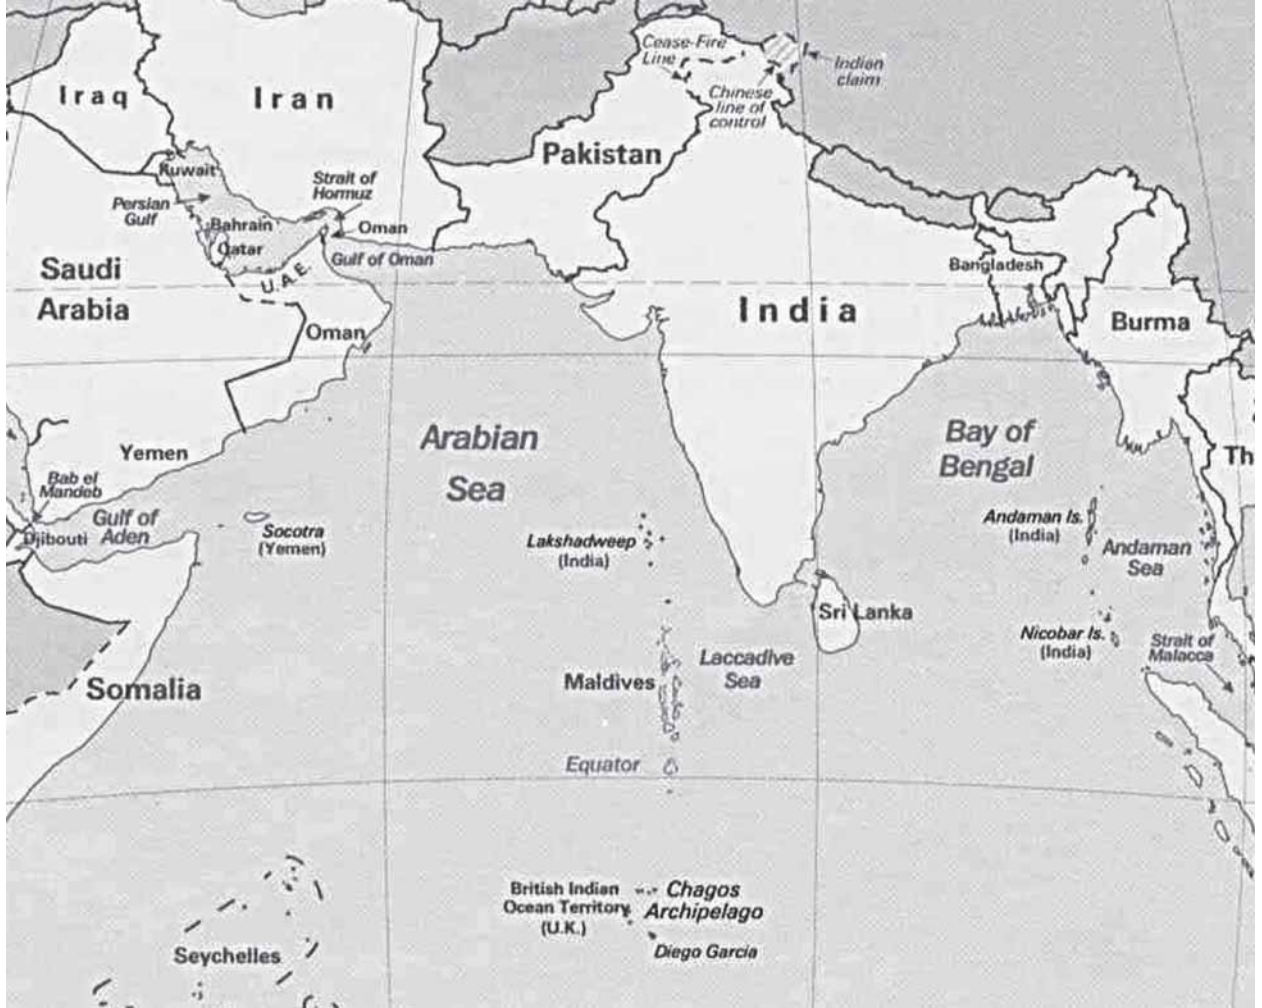 Cease-Fire
Line
Indian
claim
Chinese
line of
control
Iraq
Iran
Pakistan
Kuwait
Strait of
Hormuz
Persian
Gulf
Bahrain
Oman
Qatar
Gulf of Oman
Saudi
Arabia
U.A.E.
Bangladesh
India
Burma
Oman
Arabian
Sea
Bay of
Bengal
Yemen
Th
Bab el
Mandeb
Gulf of
Aden
Djibouti
Socotra
(Yemen)
Lakshadweep
(India)
Andaman Is.
(India)
Andaman
Sea
Sri Lanka
Nicobar Is.
(India)
Strait of
Malacca
Laccadive
Sea
Maldives
Somalia
Equator
British Indian
Ocean Territory
(U.K.)
Chagos
Archipelago
Diego Garcia
Seychelles